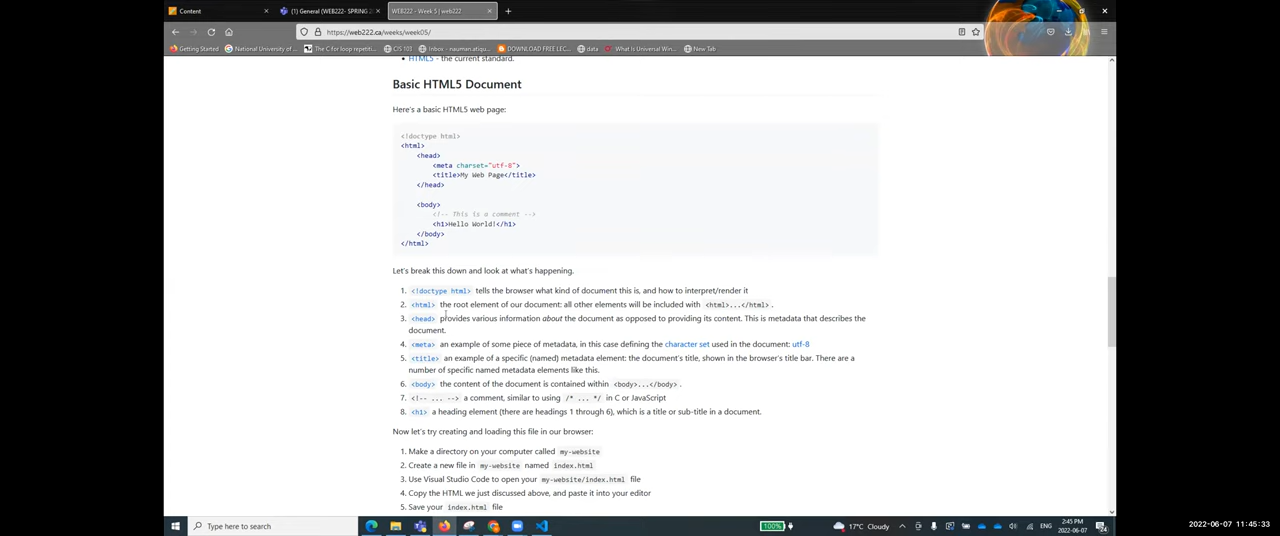 Content
(1) General (WEB222- SPRING 2
WEB222 - Week 5 | web222
https://web222.ca/weeks/week05/
Getting Started
National University of ...
The C for loop repetiti...
CIS 103
Inbox - nauman.atiqu...
DOWNLOAD FREE LEC...
data
What Is Universal Win...
New Tab
HTML5 - the current standard.
Basic HTML5 Document
Here's a basic HTML5 web page:
<!doctype html>
<html>
<head>
<meta charset="utf-8">
<title>My Web Page</title>
</head>
<body>
<!-- This is a comment -->
<h1>Hello World!</h1>
</body>
</html>
Let's break this down and look at what's happening.
1. <!doctype html> tells the browser what kind of document this is, and how to interpret/render it
2. <html> the root element of our document: all other elements will be included with <html>...</html>.
3. <head> provides various information about the document as opposed to providing its content. This is metadata that describes the
document.
4. <meta> an example of some piece of metadata, in this case defining the character set used in the document: utf-8
5. <title> an example of a specific (named) metadata element: the document's title, shown in the browser's title bar. There are a
number of specific named metadata elements like this.
6. <body> the content of the document is contained within <body>...</body>.
7. <!-- ... --> a comment, similar to using /* ... */ in C or JavaScript
8. <h1> a heading element (there are headings 1 through 6), which is a title or sub-title in a document.
Now let's try creating and loading this file in our browser:
1. Make a directory on your computer called my-website
2. Create a new file in my-website named index.html
3. Use Visual Studio Code to open your my-website/index.html file
4. Copy the HTML we just discussed above, and paste it into your editor
5. Save your index.html file
Type here to search
100%
17°C Cloudy
ENG
2:45 PM
2022-06-07
24
2022-06-07 11:45:33